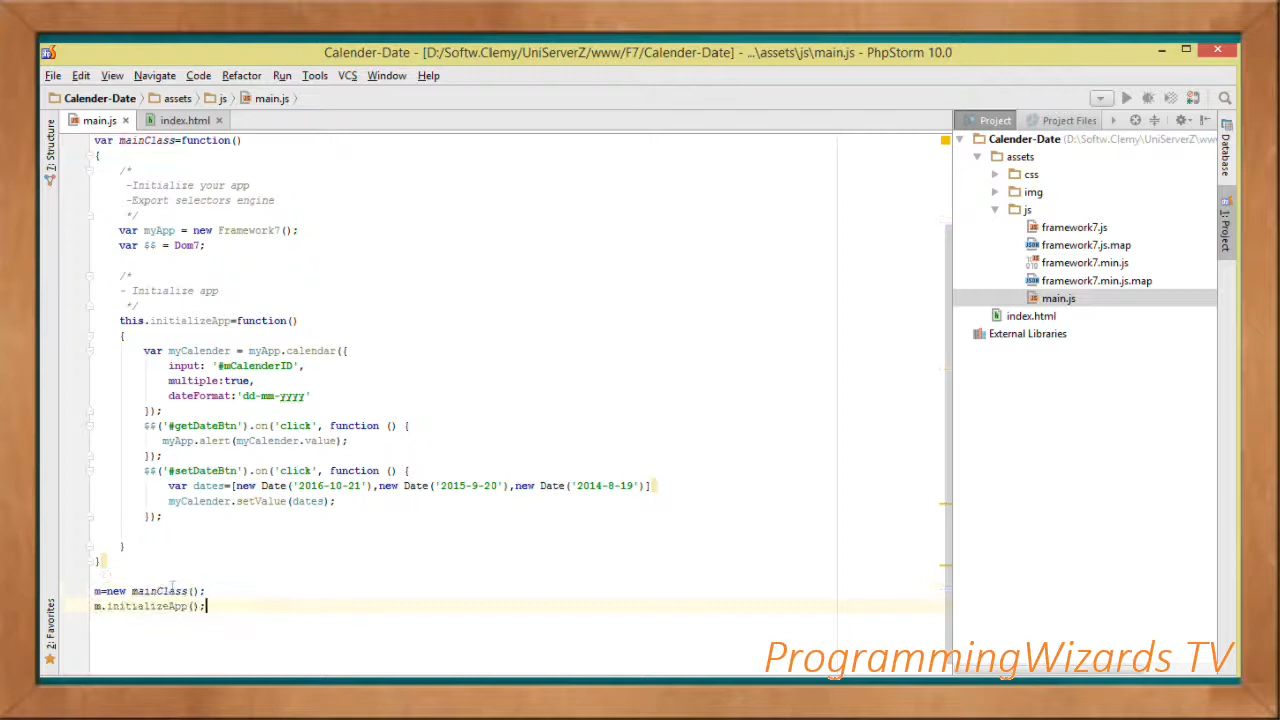 Calender-Date - [D:/Softw.Clemy/UniServerZ/www/F7/Calender-Date] - ...\assets\js\main.js - PhpStorm 10.0
File Edit View Navigate Code Refactor Run Tools VCS Window Help
Calender-Date assets js main.js
main.js index.html
Project Project Files
7: Structure
2: Favorites
Database
1: Project
var mainClass=function()
{
/*
-Initialize your app
-Export selectors engine
*/
var myApp = new Framework7();
var $$ = Dom7;
/*
- Initialize app
*/
this.initializeApp=function()
{
var myCalender = myApp.calendar({
input: '#mCalenderID',
multiple:true,
dateFormat:'dd-mm-yyyy'
});
$$('#getDateBtn').on('click', function () {
myApp.alert(myCalender.value);
});
$$('#setDateBtn').on('click', function () {
var dates=[new Date('2016-10-21'),new Date('2015-9-20'),new Date('2014-8-19')]
myCalender.setValue(dates);
});
}
}
m=new mainClass();
m.initializeApp();
Calender-Date (D:/Softw.Clemy/UniServerZ/www
assets
css
img
js
framework7.js
framework7.js.map
framework7.min.js
framework7.min.js.map
main.js
index.html
External Libraries
ProgrammingWizards TV